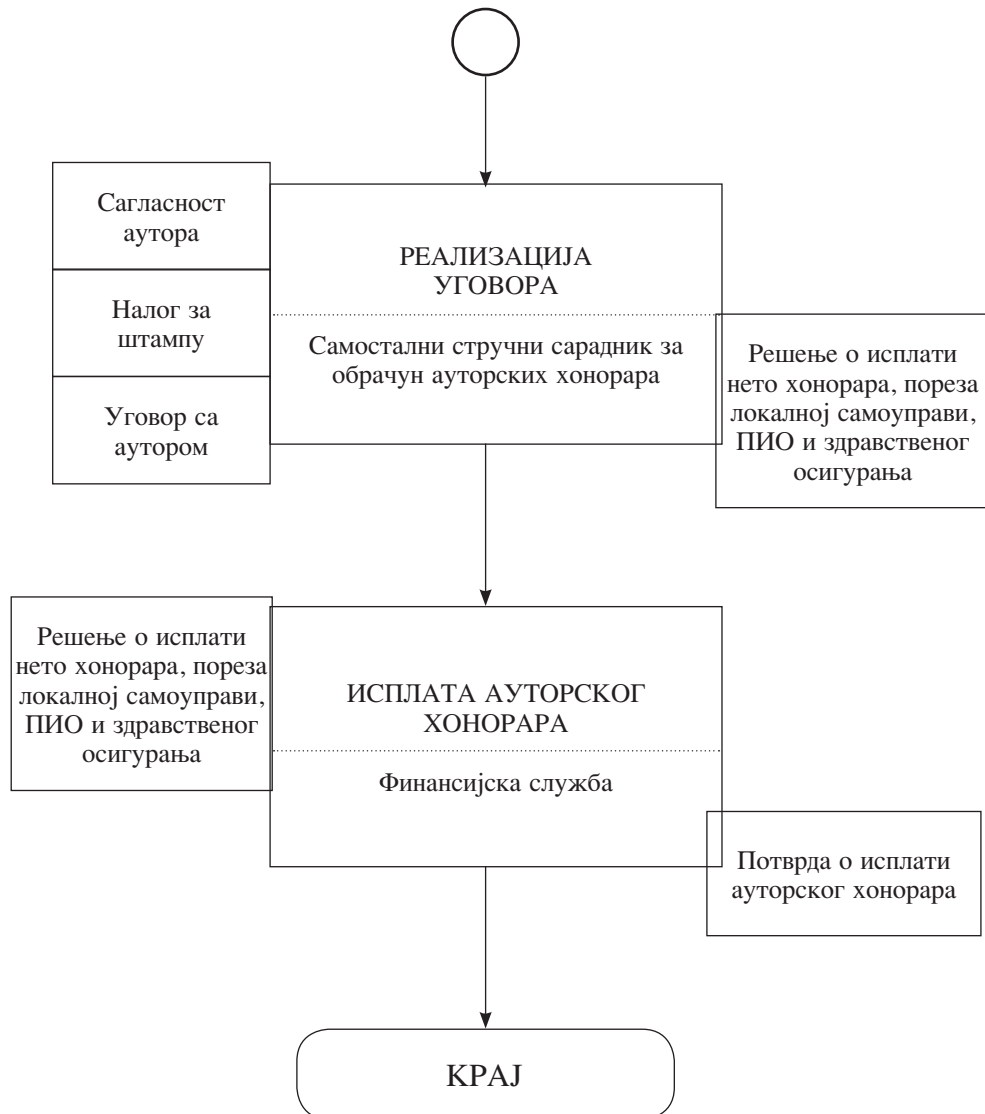 Сагласност
аутора
Налог за
штампу
Уговор са
аутором
РЕАЛИЗАЦИЈА
УГОВОРА
Самостални стручни сарадник за
обрачун ауторских хонорара
Решење о исплати
нето хонорара, пореза
локалној самоуправи,
ПИО и здравственог
осигурања
Решење о исплати
нето хонорара, пореза
локалној самоуправи,
ПИО и здравственог
осигурања
ИСПЛАТА АУТОРСКОГ
ХОНОРАРА
Финансијска служба
Потврда о исплати
ауторског хонорара
КРАЈ